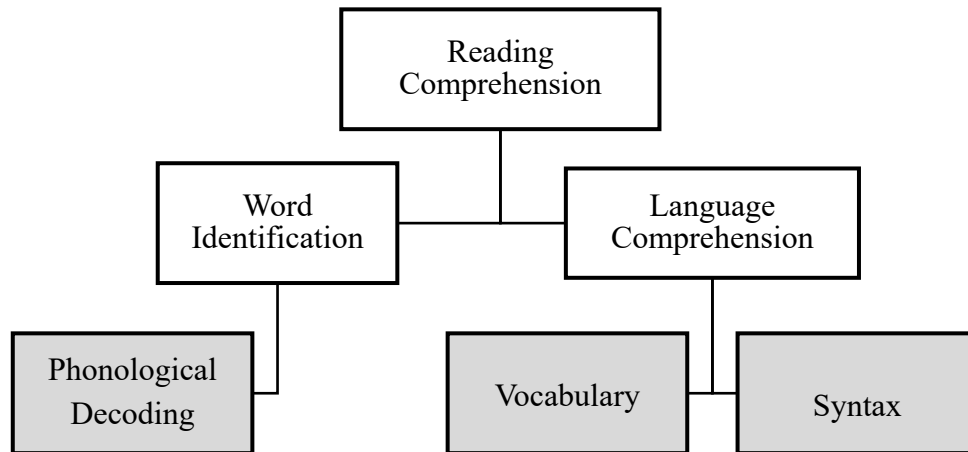 Reading
Comprehension
Word
Identification
Language
Comprehension
Phonological
Decoding
Vocabulary
Syntax